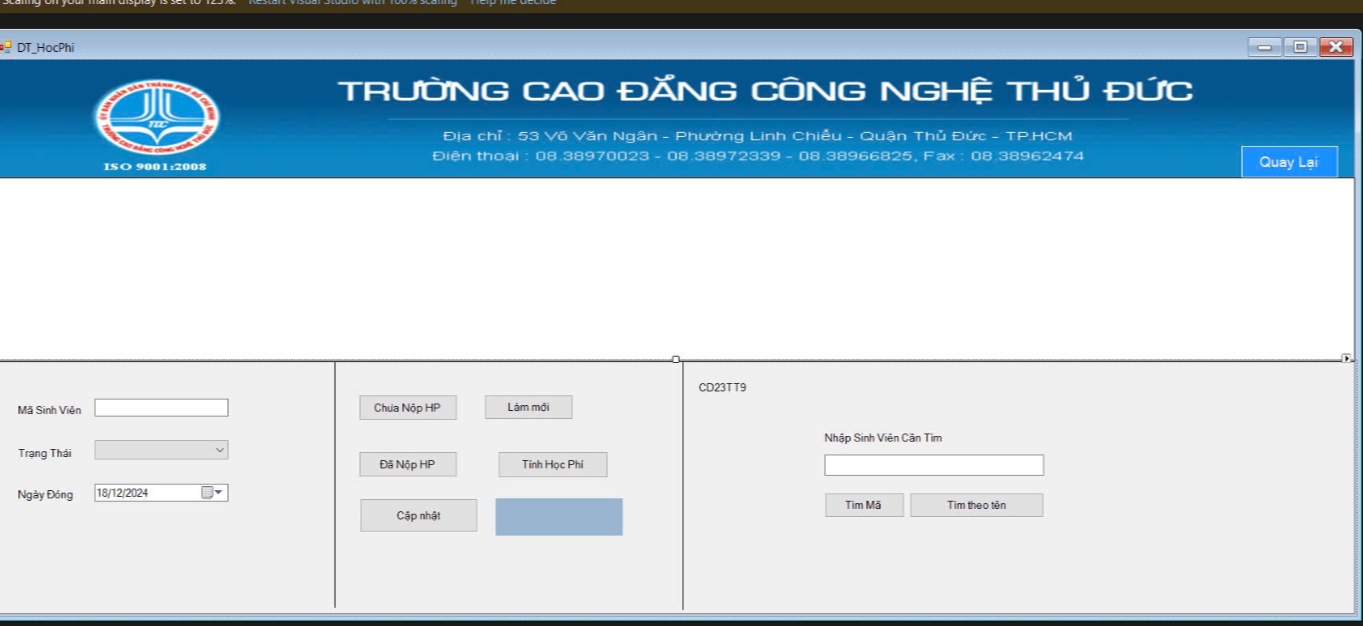 Scaling on your main display is set to 125%. Restart Visual Studio with 100% scaling Help me decide
DT_HocPhi
TRƯỜNG CAO ĐẲNG CÔNG NGHỆ THỦ ĐỨC
Địa chỉ : 53 Võ Văn Ngân - Phường Linh Chiểu - Quận Thủ Đức - TP.HCM
Điện thoại : 08.38970023 - 08.38972339 - 08.38966825, Fax : 08.38962474
TDC
ISO 9001:2008
Quay Lại
Mã Sinh Viên
Trạng Thái
Ngày Đóng 18/12/2024
Chưa Nộp HP Làm mới
Đã Nộp HP Tính Học Phí
Cập nhật
CD23TT9
Nhập Sinh Viên Cần Tìm
Tìm Mã Tìm theo tên